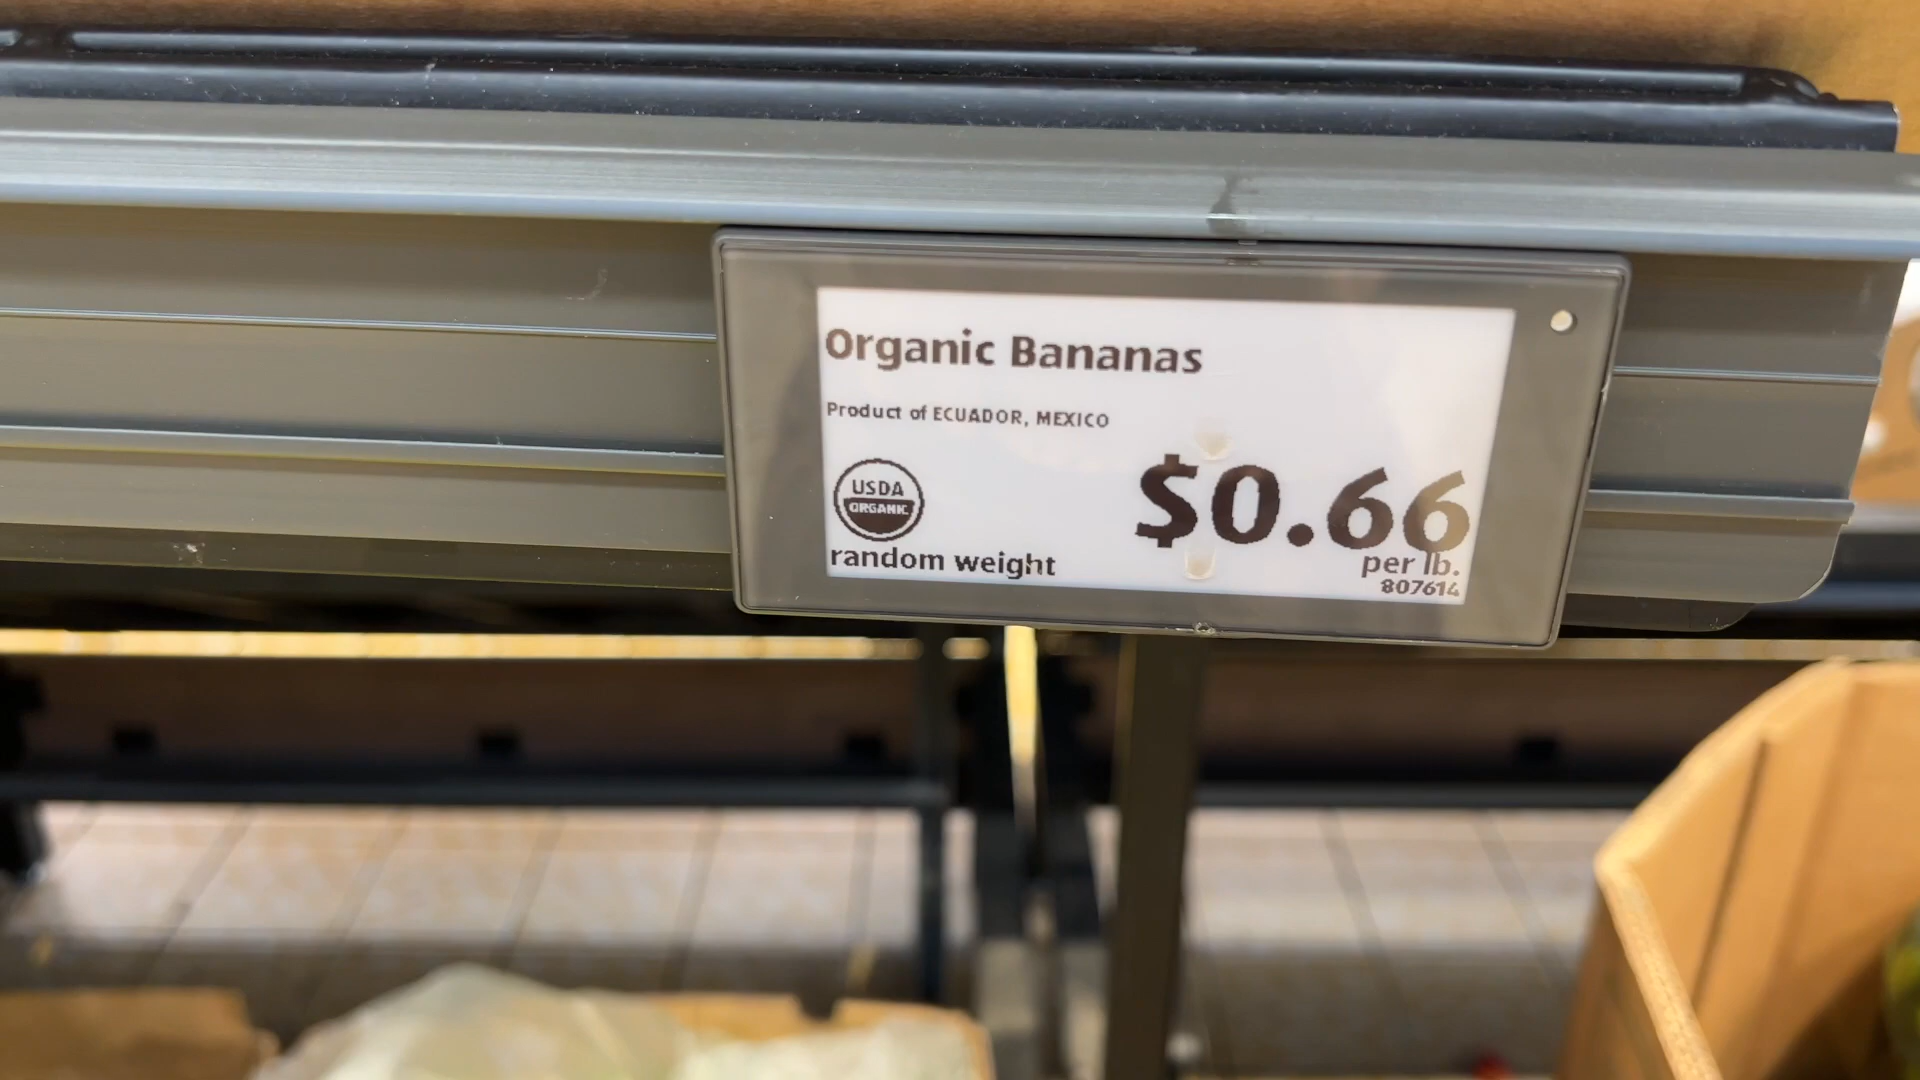 Organic Bananas
Product of ECUADOR, MEXICO
USDA
ORGANIC
$0.66
random weight
per lb.
807614